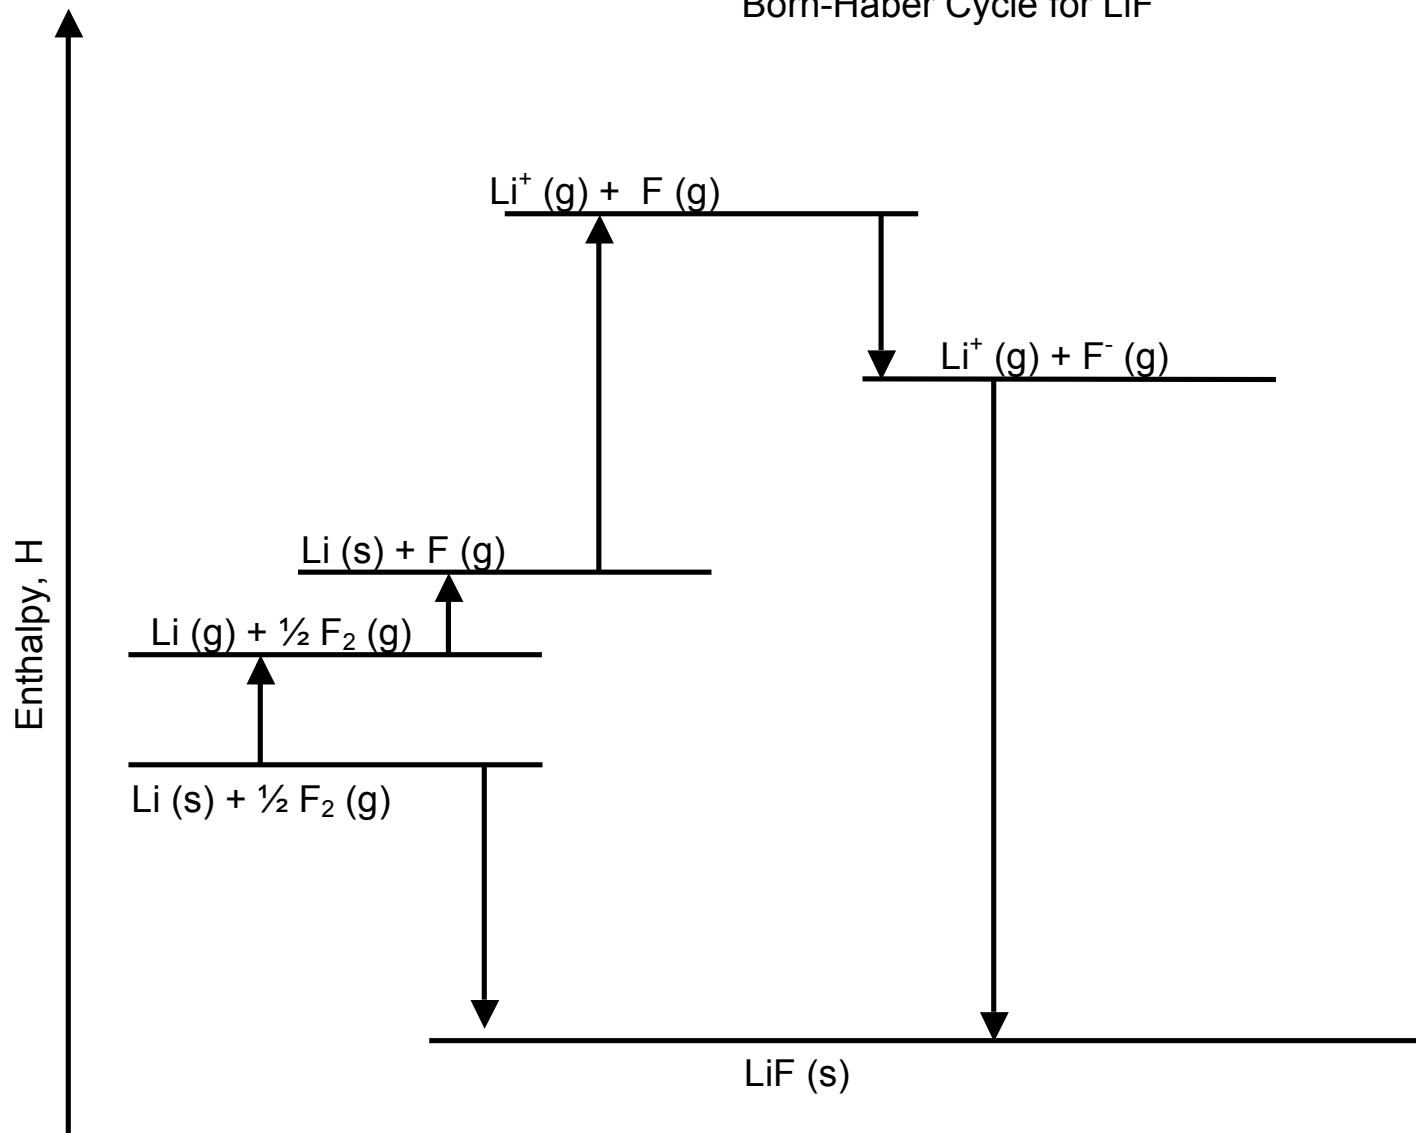 Born-Haber Cycle for LiF
Li⁺ (g) + F (g)
Li⁺ (g) + F⁻ (g)
Li (s) + F (g)
Li (g) + ½ F₂ (g)
Enthalpy, H
Li (s) + ½ F₂ (g)
LiF (s)